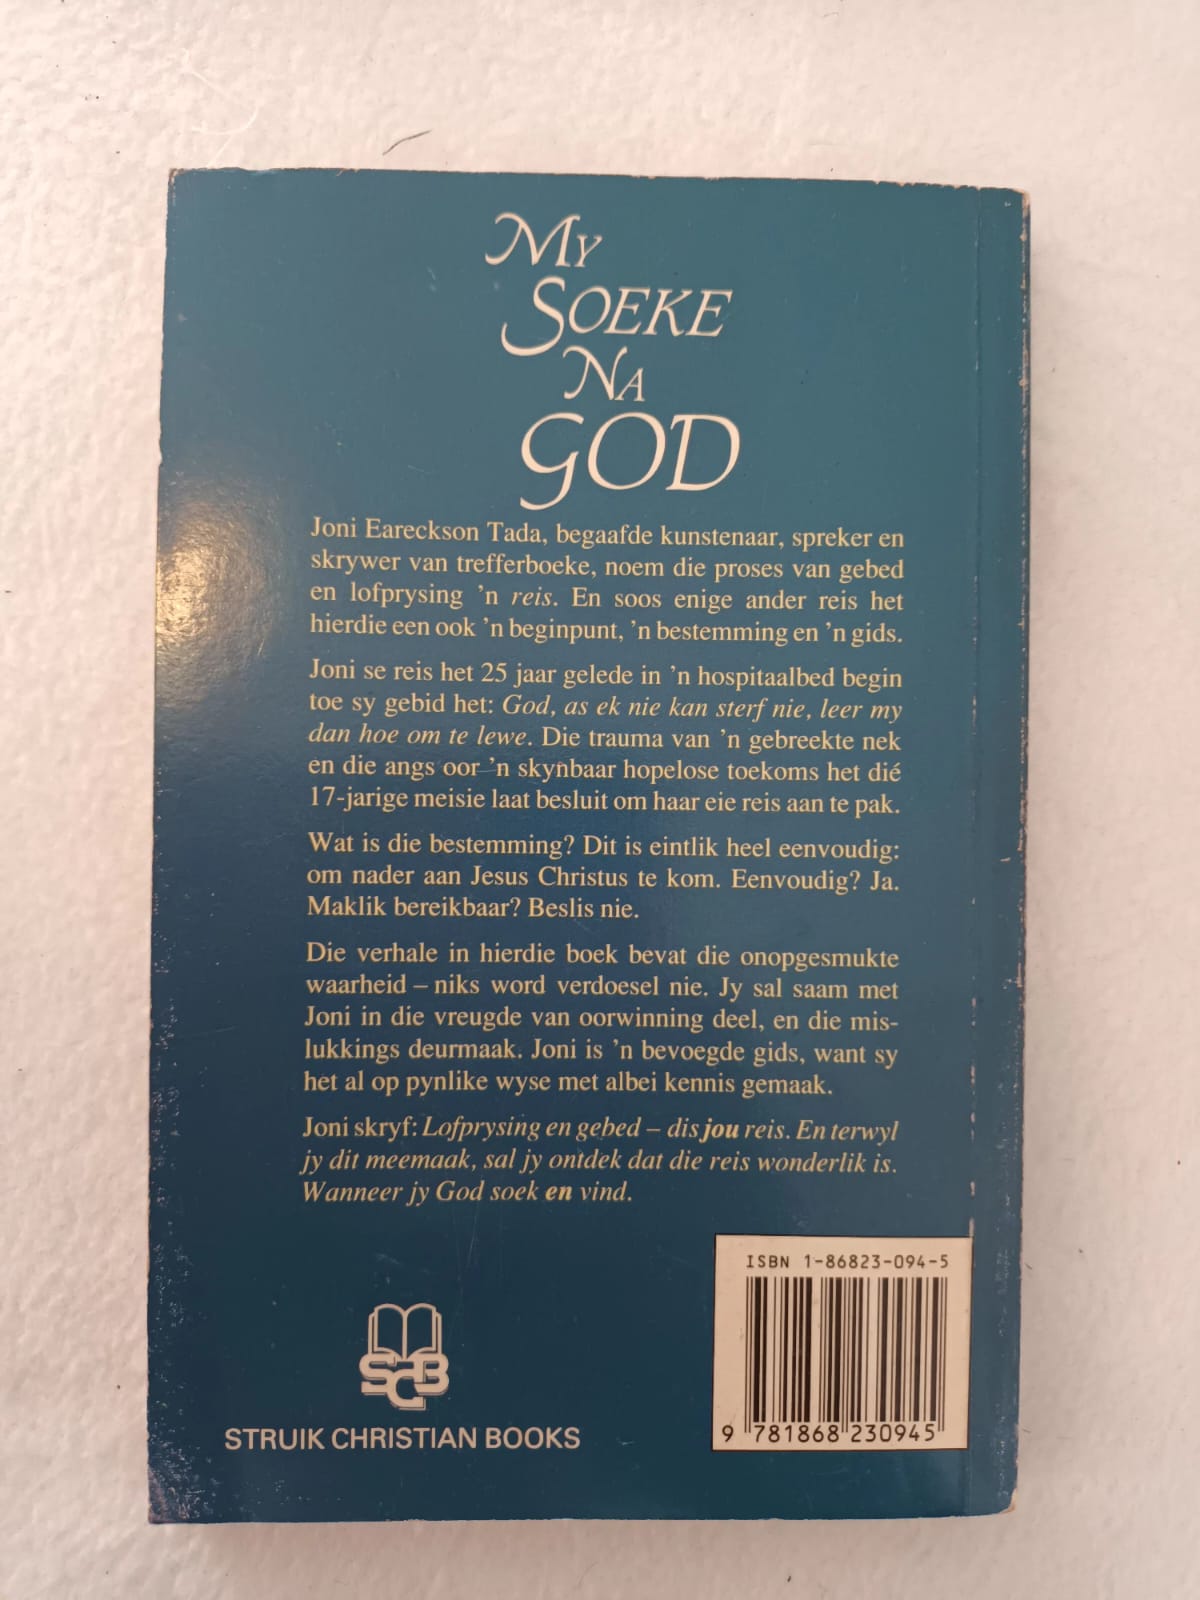 My
Soeke
Na
GOD
Joni Eareckson Tada, begaafde kunstenaar, spreker en
skrywer van trefferboeke, noem die proses van gebed
en lofprysing ’n reis. En soos enige ander reis het
hierdie een ook ’n beginpunt, ’n bestemming en ’n gids.
Joni se reis het 25 jaar gelede in ’n hospitaalbed begin
toe sy gebid het: God, as ek nie kan sterf nie, leer my
dan hoe om te lewe. Die trauma van ’n gebreekte nek
en die angs oor ’n skynbaar hopelose toekoms het dié
17-jarige meisie laat besluit om haar eie reis aan te pak.
Wat is die bestemming? Dit is eintlik heel eenvoudig:
om nader aan Jesus Christus te kom. Eenvoudig? Ja.
Maklik bereikbaar? Beslis nie.
Die verhale in hierdie boek bevat die onopgesmukte
waarheid – niks word verdoesel nie. Jy sal saam met
Joni in die vreugde van oorwinning deel, en die mis-
lukkings deurmaak. Joni is ’n bevoegde gids, want sy
het al op pynlike wyse met albei kennis gemaak.
Joni skryf: Lofprysing en gebed – dis jou reis. En terwyl
jy dit meemaak, sal jy ontdek dat die reis wonderlik is.
Wanneer jy God soek en vind.
ISBN 1-86823-094-5
9 781868 230945
SCB
STRUIK CHRISTIAN BOOKS